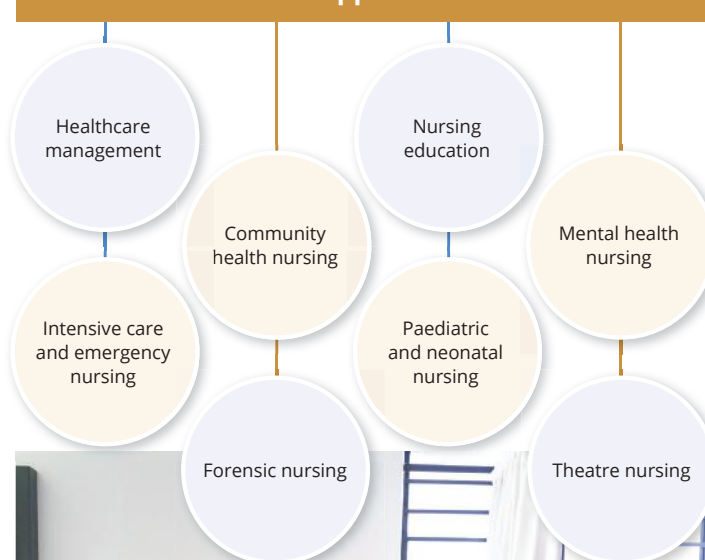 Healthcare
management
Nursing
education
Community
health nursing
Mental health
nursing
Intensive care
and emergency
nursing
Paediatric
and neonatal
nursing
Forensic nursing
Theatre nursing